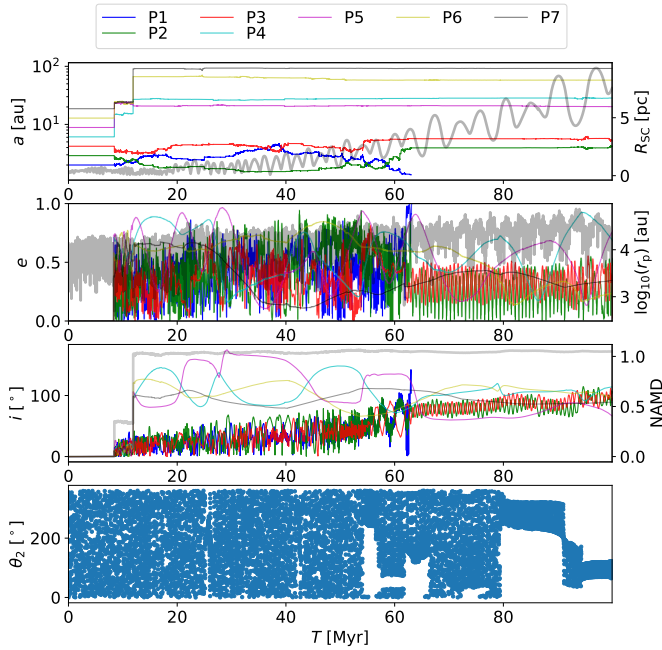 P1 P3 P5 P6 P7
P2 P4
10²
10¹
a [au]
5
0
R_SC [pc]
0 20 40 60 80
1.0
0.5
0.0
e
4
3
log₁₀(r_p) [au]
0 20 40 60 80
100
0
i [°]
1.0
0.5
0.0
NAMD
0 20 40 60 80
200
0
θ₂ [°]
0 20 40 60 80
T [Myr]